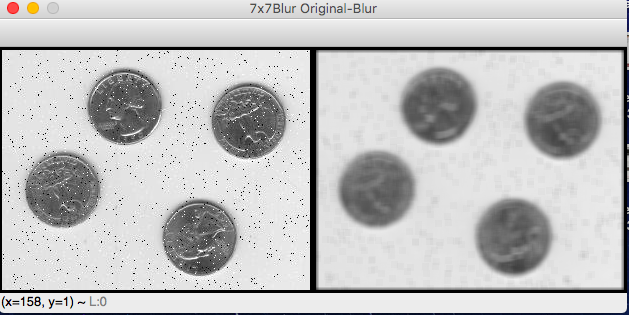 7x7Blur Original-Blur
(x=158, y=1) ~ L:0